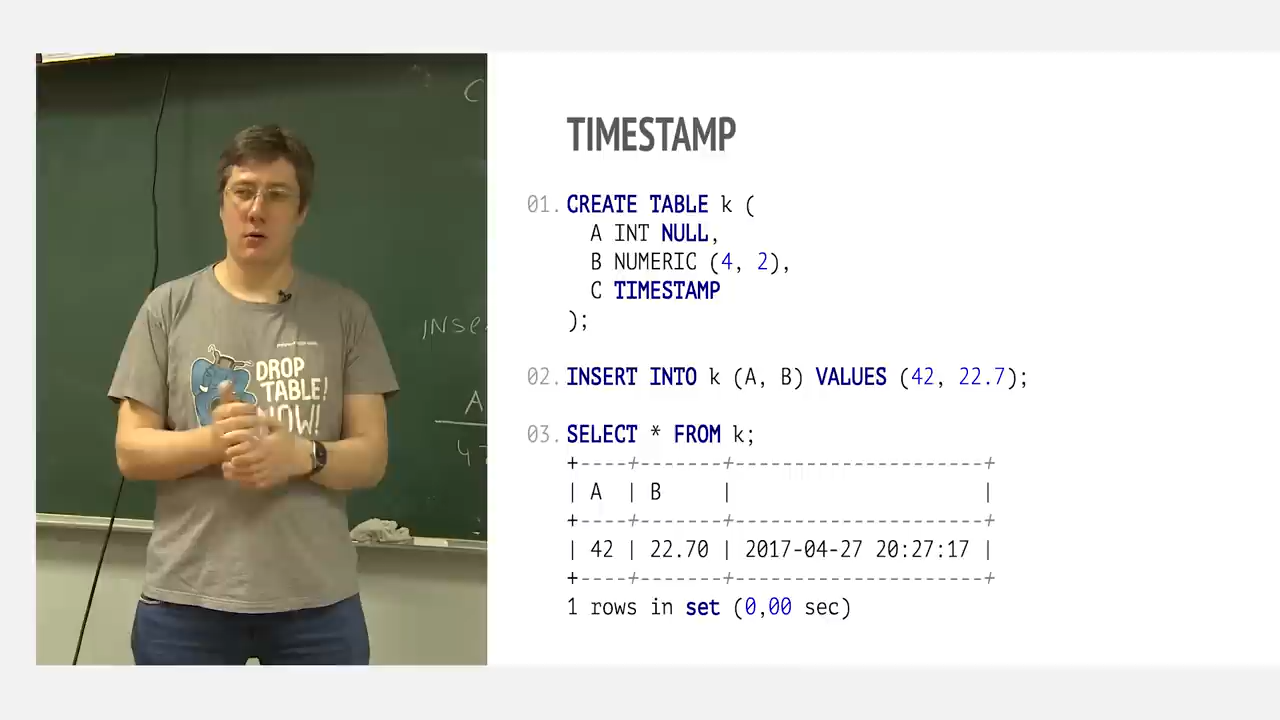 TIMESTAMP
01. CREATE TABLE k (
A INT NULL,
B NUMERIC (4, 2),
C TIMESTAMP
);
02. INSERT INTO k (A, B) VALUES (42, 22.7);
03. SELECT * FROM k;
+----+-------+---------------------+
| A | B | |
+----+-------+---------------------+
| 42 | 22.70 | 2017-04-27 20:27:17 |
+----+-------+---------------------+
1 rows in set (0,00 sec)
C
INSE
A
DROP
TABLE!
NOW!